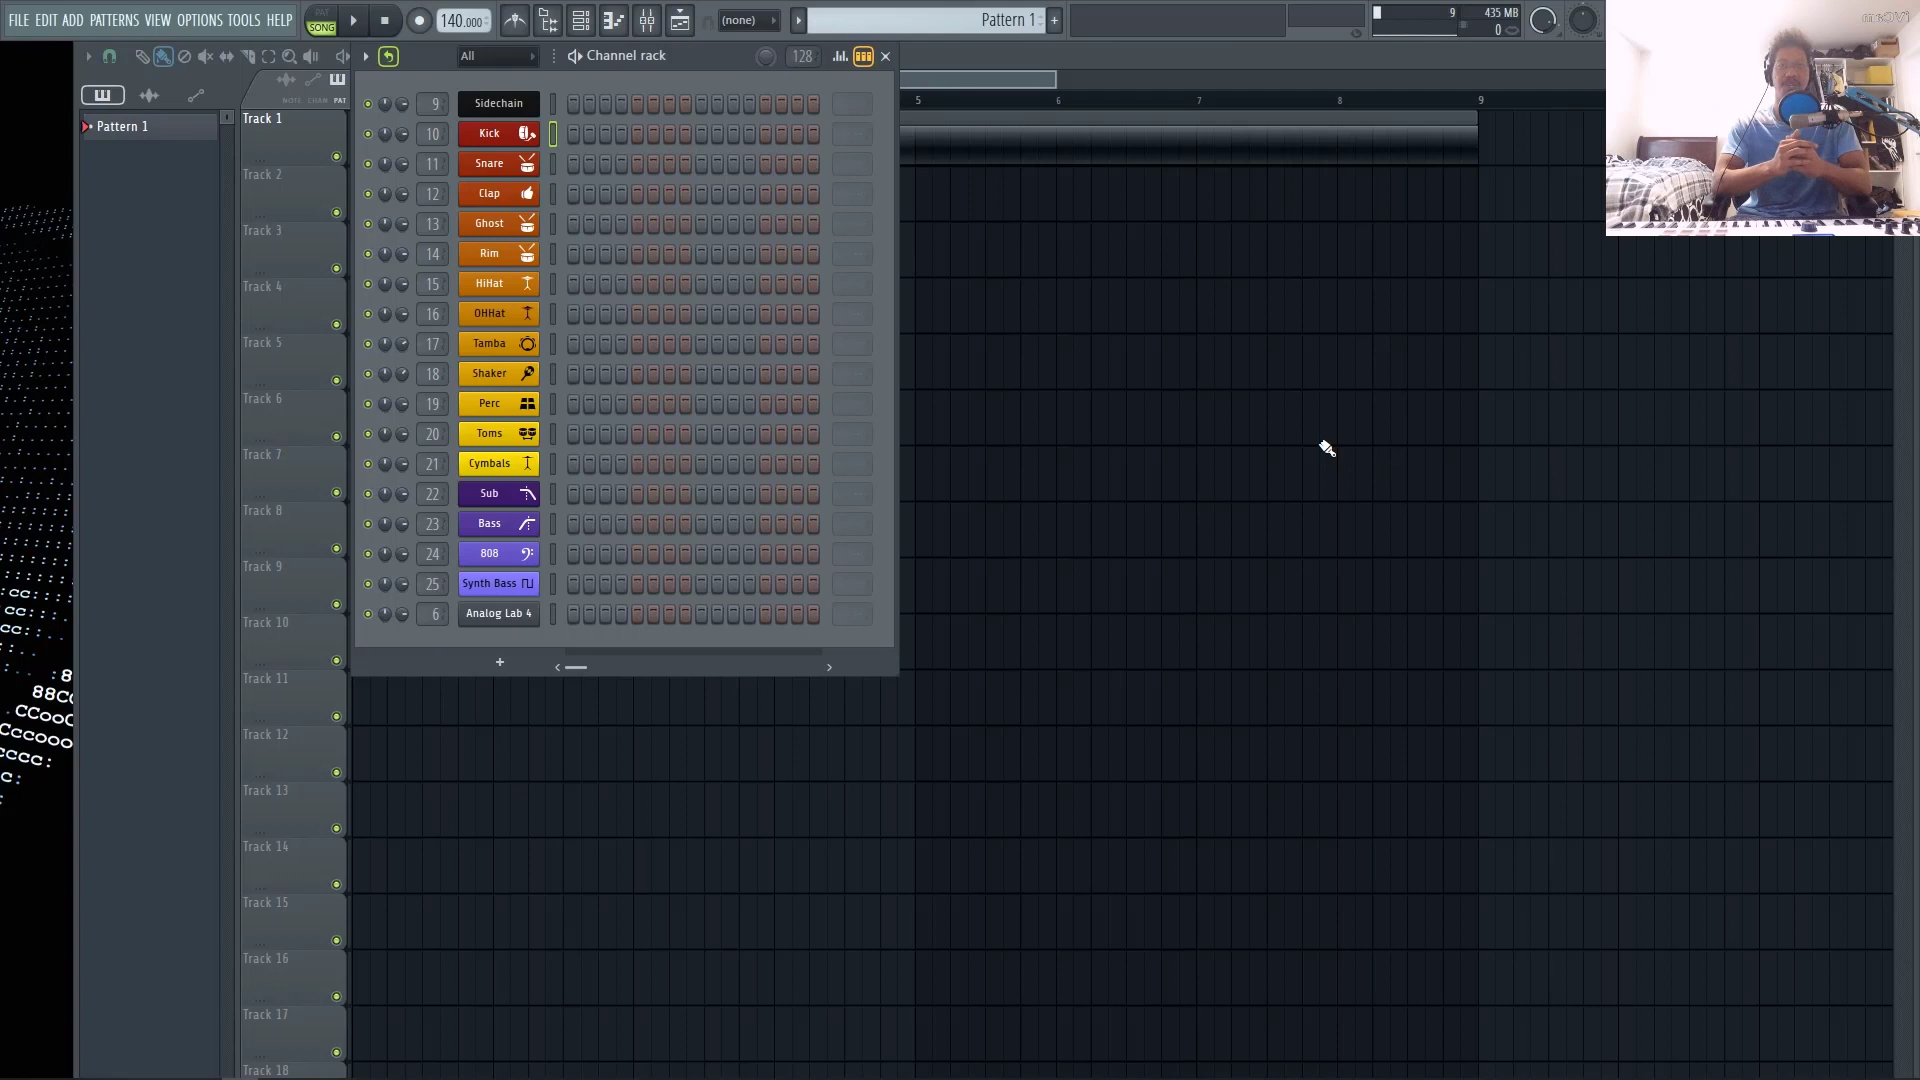 FILE EDIT ADD PATTERNS VIEW OPTIONS TOOLS HELP
PAT
SONG
140.000
(none)
Pattern 1
+
9
435 MB
0
All
Channel rack
128
NOTE CHAN PAT
5 6 7 8 9
Pattern 1
9 Sidechain
10 Kick
11 Snare
12 Clap
13 Ghost
14 Rim
15 HiHat
16 OHHat
17 Tamba
18 Shaker
19 Perc
20 Toms
21 Cymbals
22 Sub
23 Bass
24 808
25 Synth Bass
6 Analog Lab 4
+
Track 1
Track 2
Track 3
Track 4
Track 5
Track 6
Track 7
Track 8
Track 9
Track 10
Track 11
Track 12
Track 13
Track 14
Track 15
Track 16
Track 17
Track 18